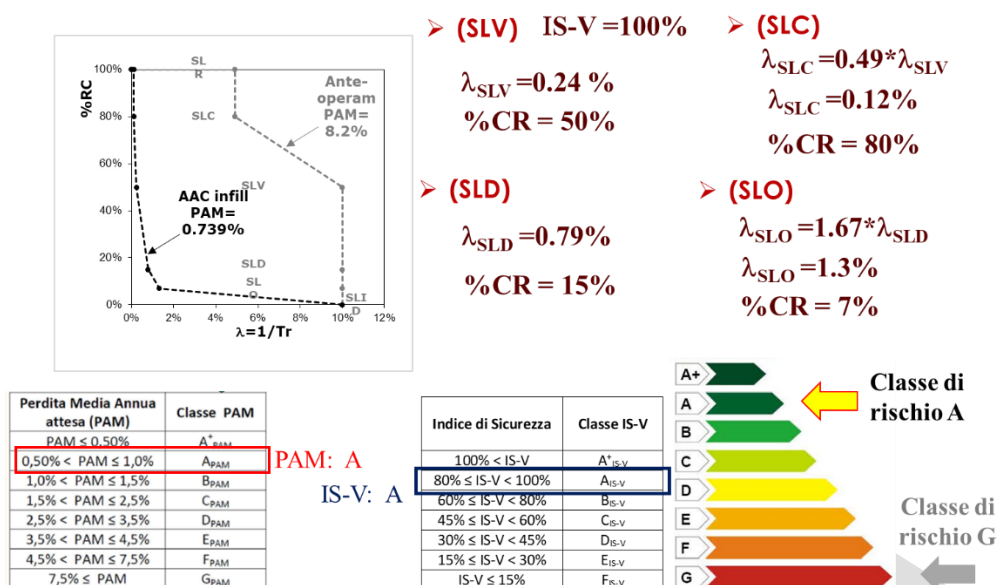 ➢ (SLV) IS-V =100%
λSLV =0.24 %
%CR = 50%
➢ (SLC)
λSLC =0.49*λSLV
λSLC =0.12%
%CR = 80%
➢ (SLD)
λSLD =0.79%
%CR = 15%
➢ (SLO)
λSLO =1.67*λSLD
λSLO =1.3%
%CR = 7%
%RC
100%
80%
60%
40%
20%
0%
0%
2%
4%
6%
8%
10%
12%
λ=1/Tr
SL
R
SLC
SLV
SLD
SL
O
SLI
D
Ante-
operam
PAM=
8.2%
AAC infill
PAM=
0.739%
Perdita Media Annua
attesa (PAM)
Classe PAM
PAM ≤ 0,50% A+PAM
0,50% < PAM ≤ 1,0% APAM
1,0% < PAM ≤ 1,5% BPAM
1,5% < PAM ≤ 2,5% CPAM
2,5% < PAM ≤ 3,5% DPAM
3,5% < PAM ≤ 4,5% EPAM
4,5% < PAM ≤ 7,5% FPAM
7,5% ≤ PAM GPAM
PAM: A
IS-V: A
Indice di Sicurezza Classe IS-V
100% < IS-V A+IS-V
80% ≤ IS-V < 100% AIS-V
60% ≤ IS-V < 80% BIS-V
45% ≤ IS-V < 60% CIS-V
30% ≤ IS-V < 45% DIS-V
15% ≤ IS-V < 30% EIS-V
IS-V ≤ 15% FIS-V
A+
A
B
C
D
E
F
G
Classe di
rischio A
Classe di
rischio G